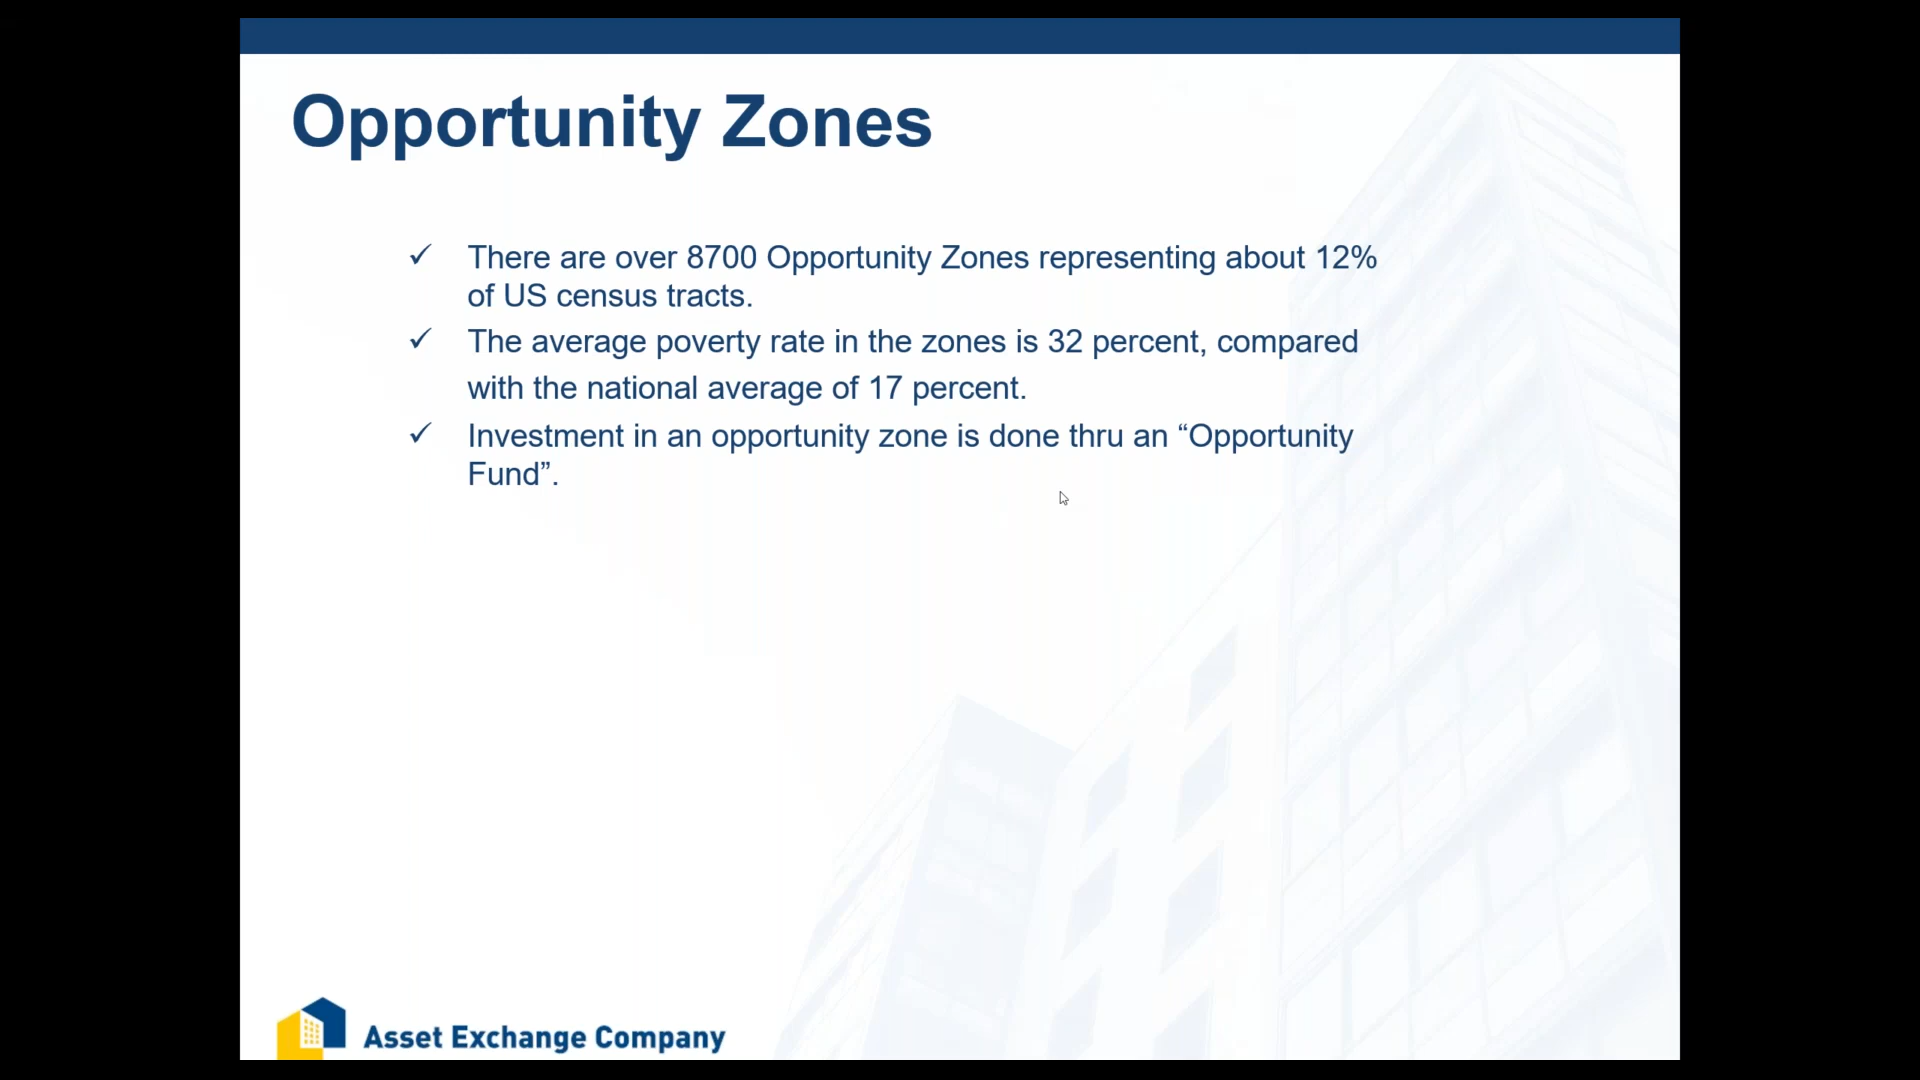 Opportunity Zones
✓ There are over 8700 Opportunity Zones representing about 12%
of US census tracts.
✓ The average poverty rate in the zones is 32 percent, compared
with the national average of 17 percent.
✓ Investment in an opportunity zone is done thru an “Opportunity
Fund”.
Asset Exchange Company